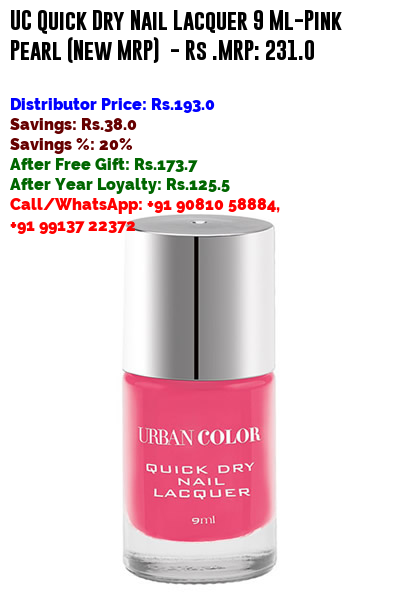 UC Quick Dry Nail Lacquer 9 Ml-Pink
Pearl (New MRP)  - Rs .MRP: 231.0
Distributor Price: Rs.193.0
Savings: Rs.38.0
Savings %: 20%
After Free Gift: Rs.173.7
After Year Loyalty: Rs.125.5
Call/WhatsApp: +91 90810 58884,
+91 99137 22372
URBAN COLOR
QUICK DRY
NAIL
LACQUER
9ml